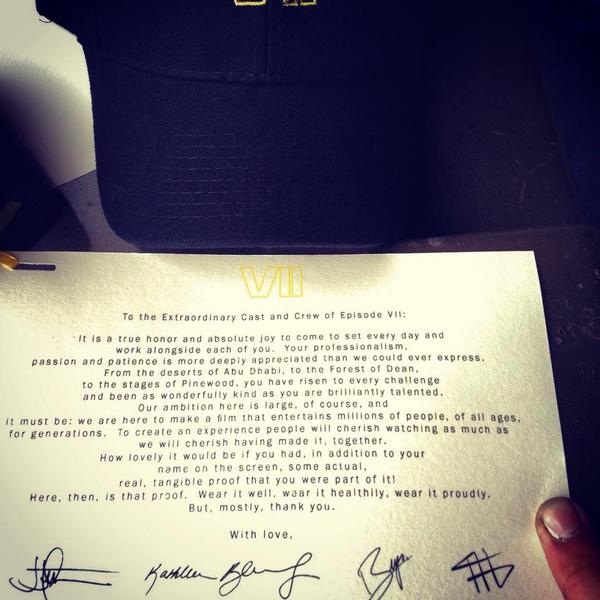 VII
VII
To the Extraordinary Cast and Crew of Episode VII:
It is a true honor and absolute joy to come to set every day and
work alongside each of you. Your professionalism,
passion and patience is more deeply appreciated than we could ever express.
From the deserts of Abu Dhabi, to the Forest of Dean,
to the stages of Pinewood, you have risen to every challenge
and been as wonderfully kind as you are brilliantly talented.
Our ambition here is large, of course, and
it must be: we are here to make a film that entertains millions of people, of all ages,
for generations. To create an experience people will cherish watching as much as
we will cherish having made it, together.
How lovely it would be if you had, in addition to your
name on the screen, some actual,
real, tangible proof that you were part of it!
Here, then, is that proof. Wear it well, wear it healthily, wear it proudly.
But, mostly, thank you.
With love,
Kathleen Bryan